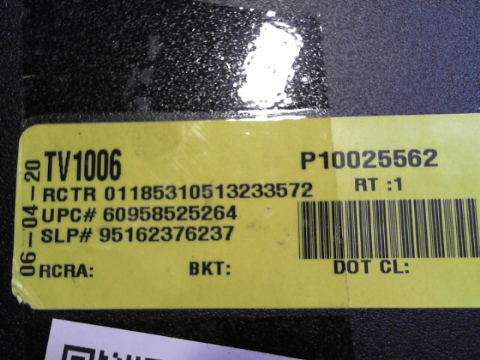 06-04-20
TV1006
P10025562
RCTR 01185310513233572
RT :1
UPC# 60958525264
SLP# 95162376237
RCRA:
BKT:
DOT CL: